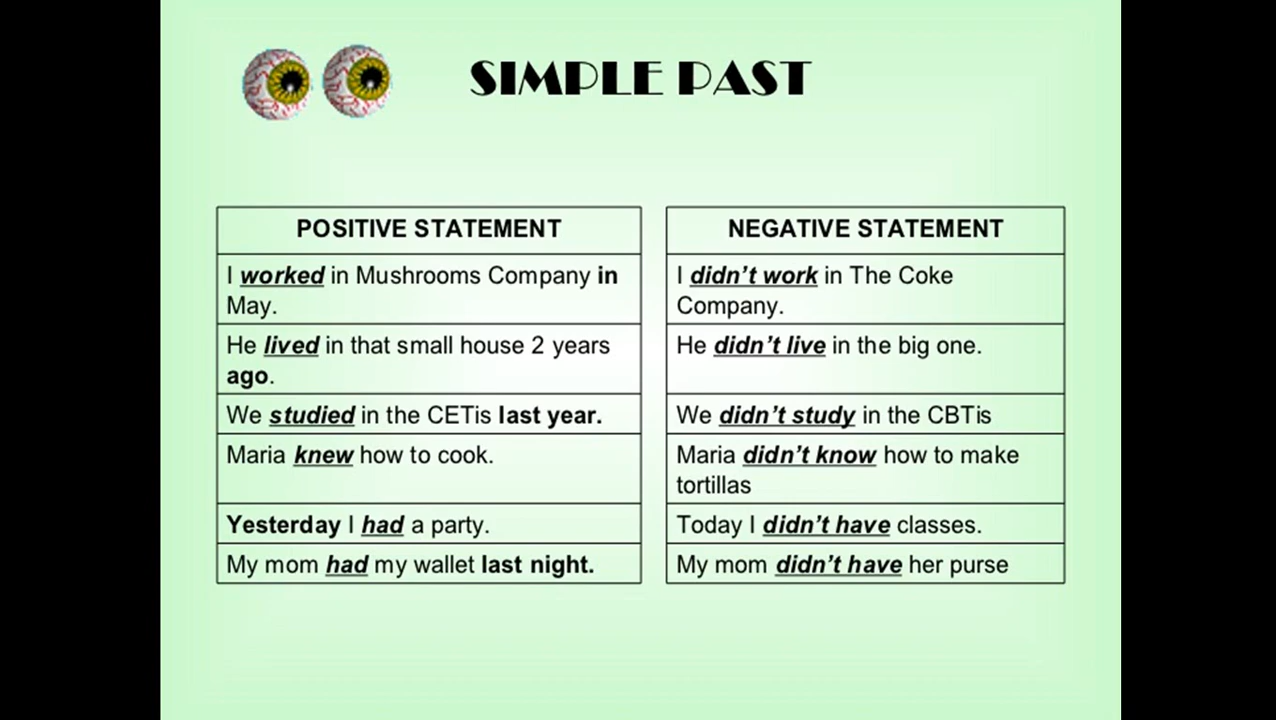 SIMPLE PAST
POSITIVE STATEMENT
I worked in Mushrooms Company in
May.
He lived in that small house 2 years
ago.
We studied in the CETis last year.
Maria knew how to cook.
Yesterday I had a party.
My mom had my wallet last night.
NEGATIVE STATEMENT
I didn’t work in The Coke
Company.
He didn’t live in the big one.
We didn’t study in the CBTis
Maria didn’t know how to make
tortillas
Today I didn’t have classes.
My mom didn’t have her purse